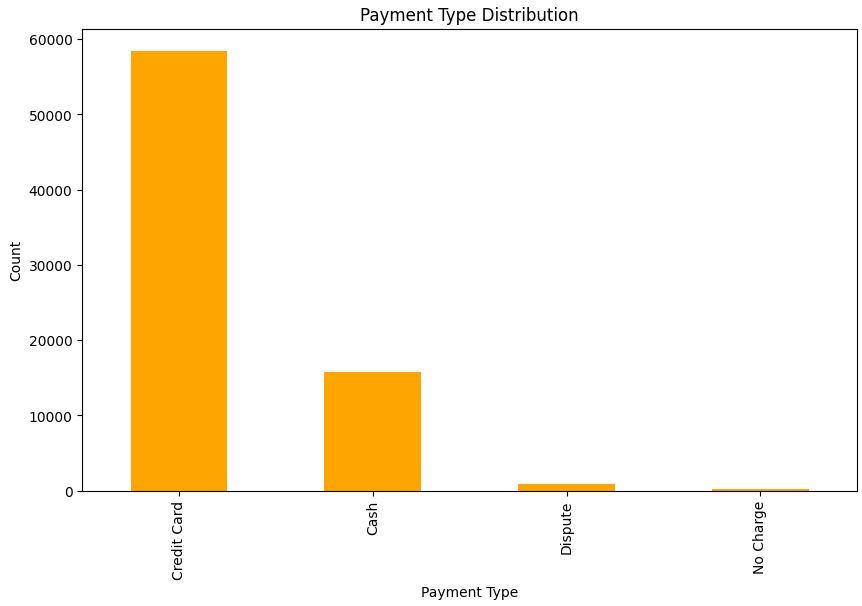 Payment Type Distribution
60000
50000
40000
30000
20000
10000
0
Count
Credit Card
Cash
Dispute
No Charge
Payment Type